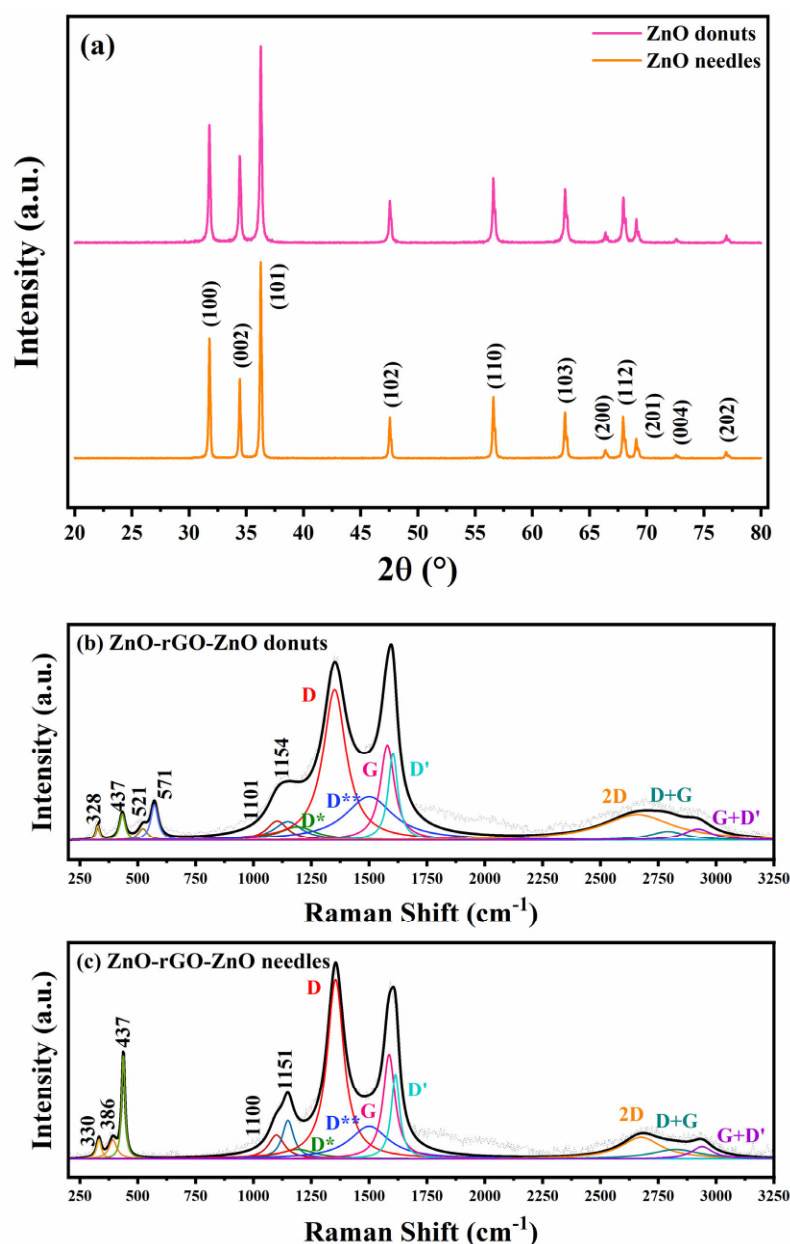 (a)
ZnO donuts
ZnO needles
Intensity (a.u.)
(100)
(002)
(101)
(102)
(110)
(103)
(200)
(112)
(201)
(004)
(202)
20 25 30 35 40 45 50 55 60 65 70 75 80
2θ (°)
(b) ZnO-rGO-ZnO donuts
Intensity (a.u.)
328
437
521
571
1101
1154
D*
D
D**
G
D'
2D
D+G
G+D'
250 500 750 1000 1250 1500 1750 2000 2250 2500 2750 3000 3250
Raman Shift (cm-1)
(c) ZnO-rGO-ZnO needles
Intensity (a.u.)
330
386
437
1100
1151
D*
D
D**
G
D'
2D
D+G
G+D'
250 500 750 1000 1250 1500 1750 2000 2250 2500 2750 3000 3250
Raman Shift (cm-1)